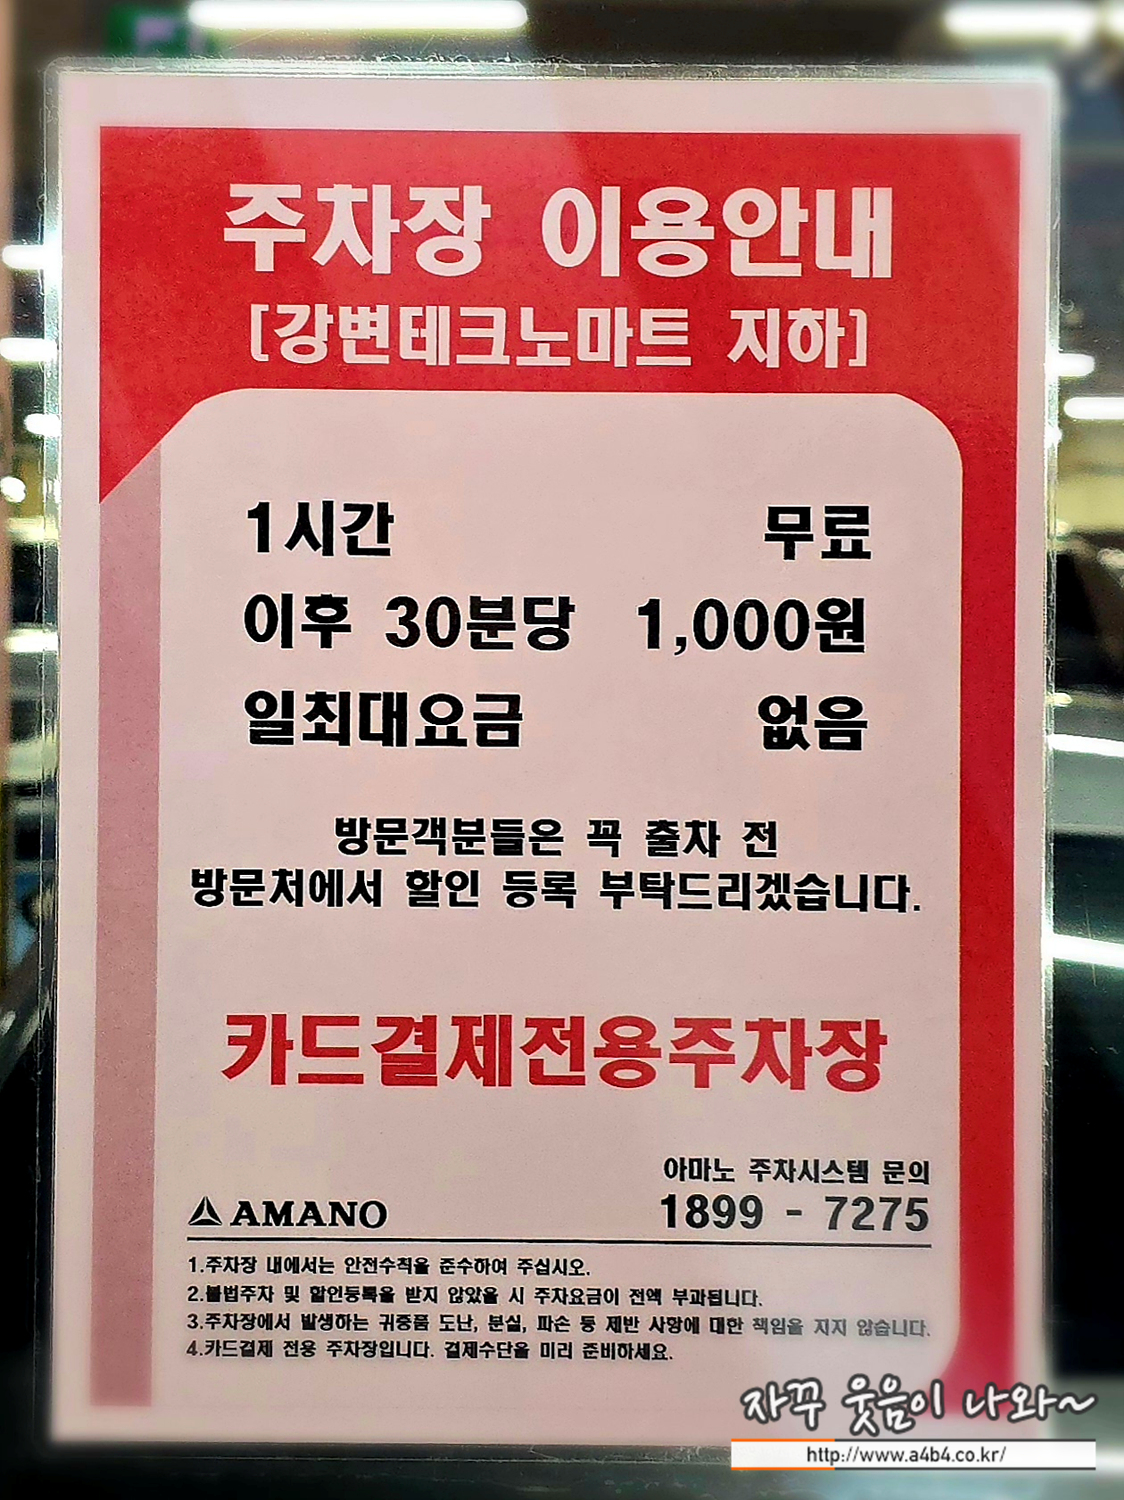 주차장 이용안내
[강변테크노마트 지하]
1시간 무료
이후 30분당 1,000원
일최대요금 없음
방문객분들은 꼭 출차 전
방문처에서 할인 등록 부탁드리겠습니다.
카드결제전용주차장
아마노 주차시스템 문의
AMANO 1899 - 7275
1.주차장 내에서는 안전수칙을 준수하여 주십시오.
2.불법주차 및 할인등록을 받지 않았을 시 주차요금이 전액 부과됩니다.
3.주차장에서 발생하는 귀중품 도난, 분실, 파손 등 제반 사항에 대한 책임을 지지 않습니다.
4.카드결제 전용 주차장입니다. 결제수단을 미리 준비하세요.
자꾸 웃음이 나와~
http://www.a4b4.co.kr/